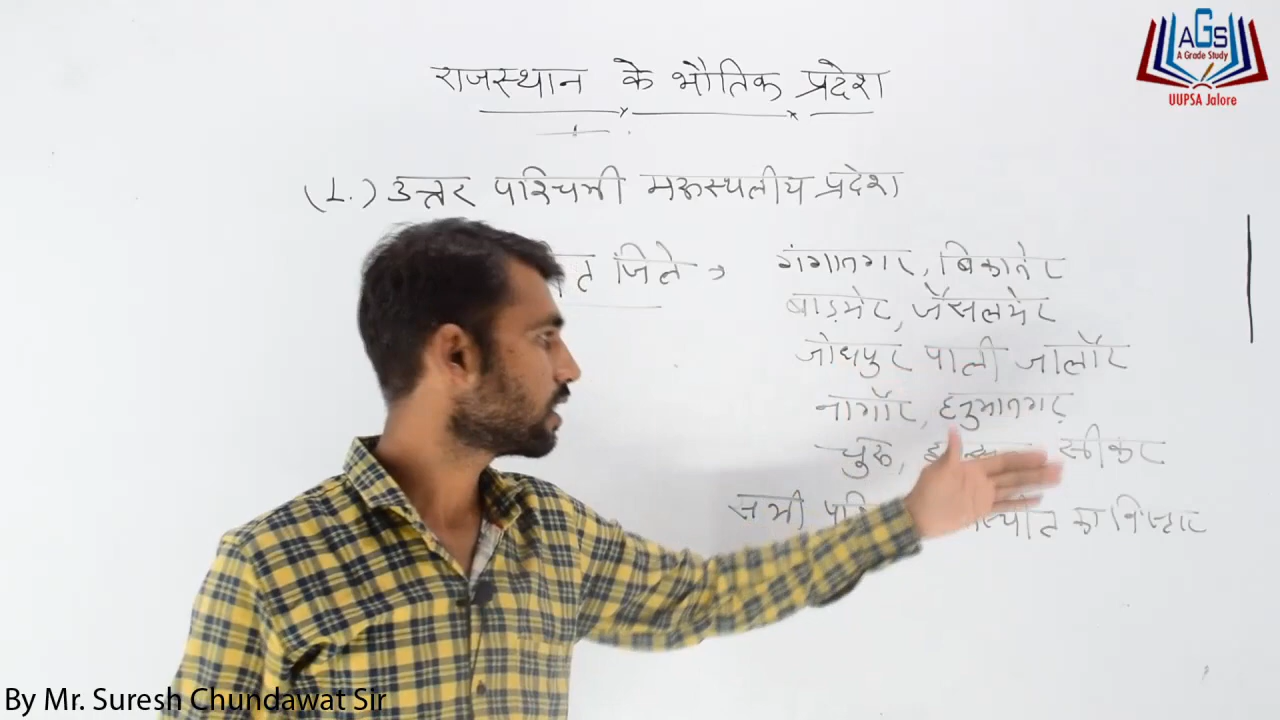 AGS
A Grade Study
UUPSA Jalore
राजस्थान के भौतिक प्रदेश
(1.) उत्तर पश्चिमी मरूस्थलीय प्रदेश
जिले → गंगानगर, बिकानेर
बाड़मेर, जैसलमेर
जोधपुर पाली जालौर
नागौर, हनुमानगढ़
चुरू, सीकर
सभी का विस्तार
By Mr. Suresh Chundawat Sir